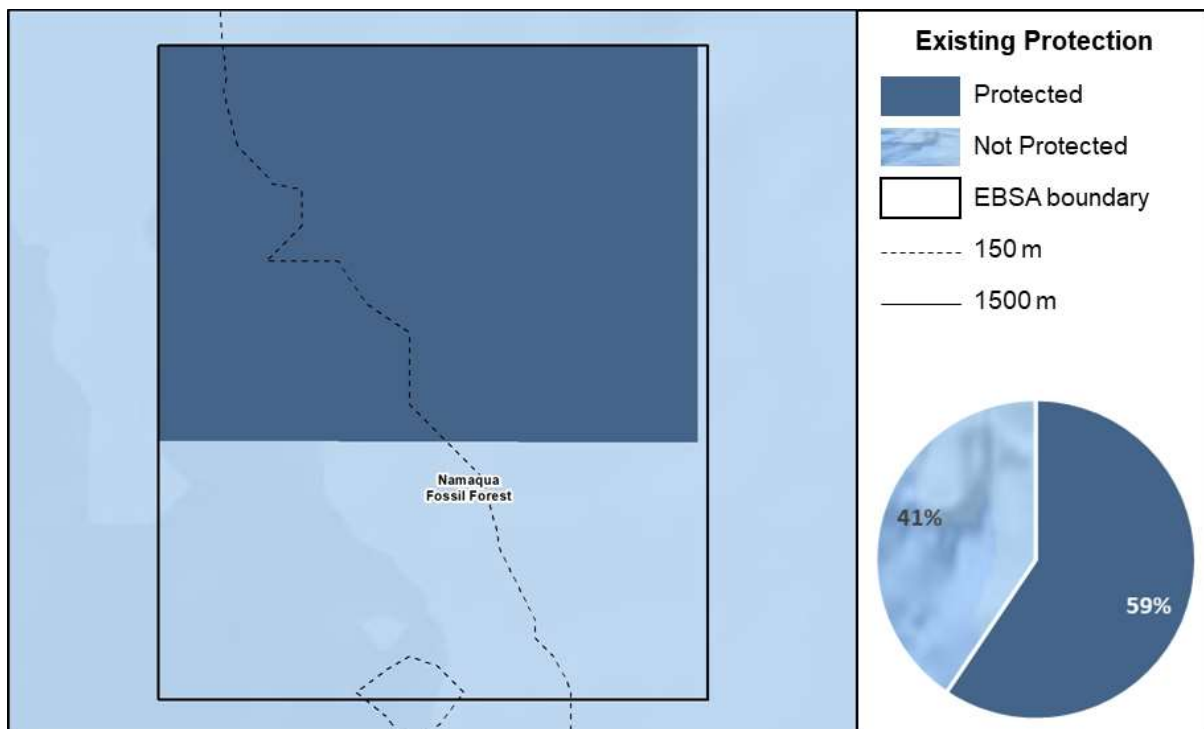 Namaqua
Fossil Forest
Existing Protection
Protected
Not Protected
EBSA boundary
150 m
1500 m
41%
59%